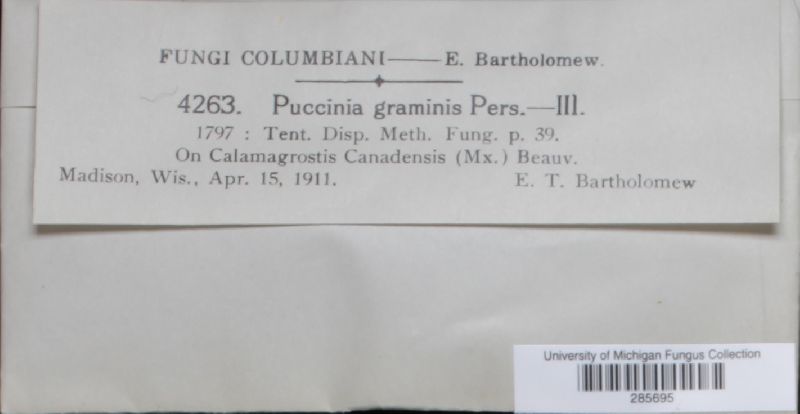 FUNGI COLUMBIANI—E. Bartholomew.
4263. Puccinia graminis Pers.—III.
1797 : Tent. Disp. Meth. Fung. p. 39.
On Calamagrostis Canadensis (Mx.) Beauv.
Madison, Wis., Apr. 15, 1911. E. T. Bartholomew
University of Michigan Fungus Collection
285695